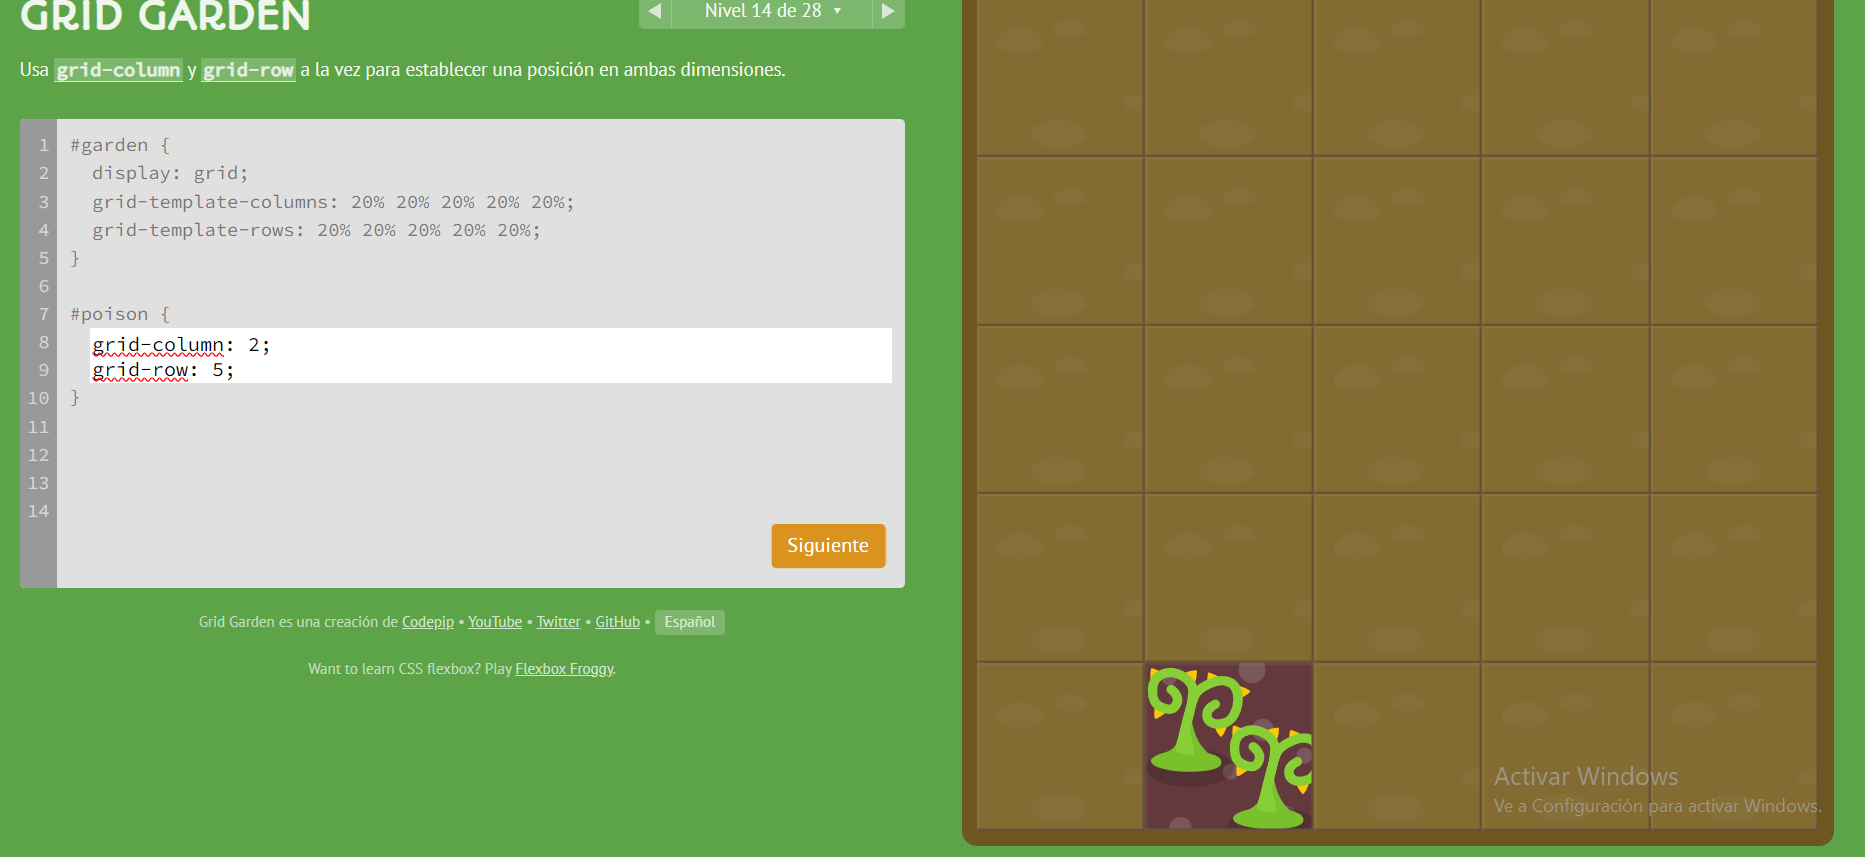 GRID GARDEN
◀ Nivel 14 de 28 ▼ ▶
Usa grid-column y grid-row a la vez para establecer una posición en ambas dimensiones.
1 #garden {
2 display: grid;
3 grid-template-columns: 20% 20% 20% 20% 20%;
4 grid-template-rows: 20% 20% 20% 20% 20%;
5 }
6
7 #poison {
8 grid-column: 2;
9 grid-row: 5;
10 }
11
12
13
14
Siguiente
Grid Garden es una creación de Codepip • YouTube • Twitter • GitHub • Español
Want to learn CSS flexbox? Play Flexbox Froggy.
Activar Windows
Ve a Configuración para activar Windows.